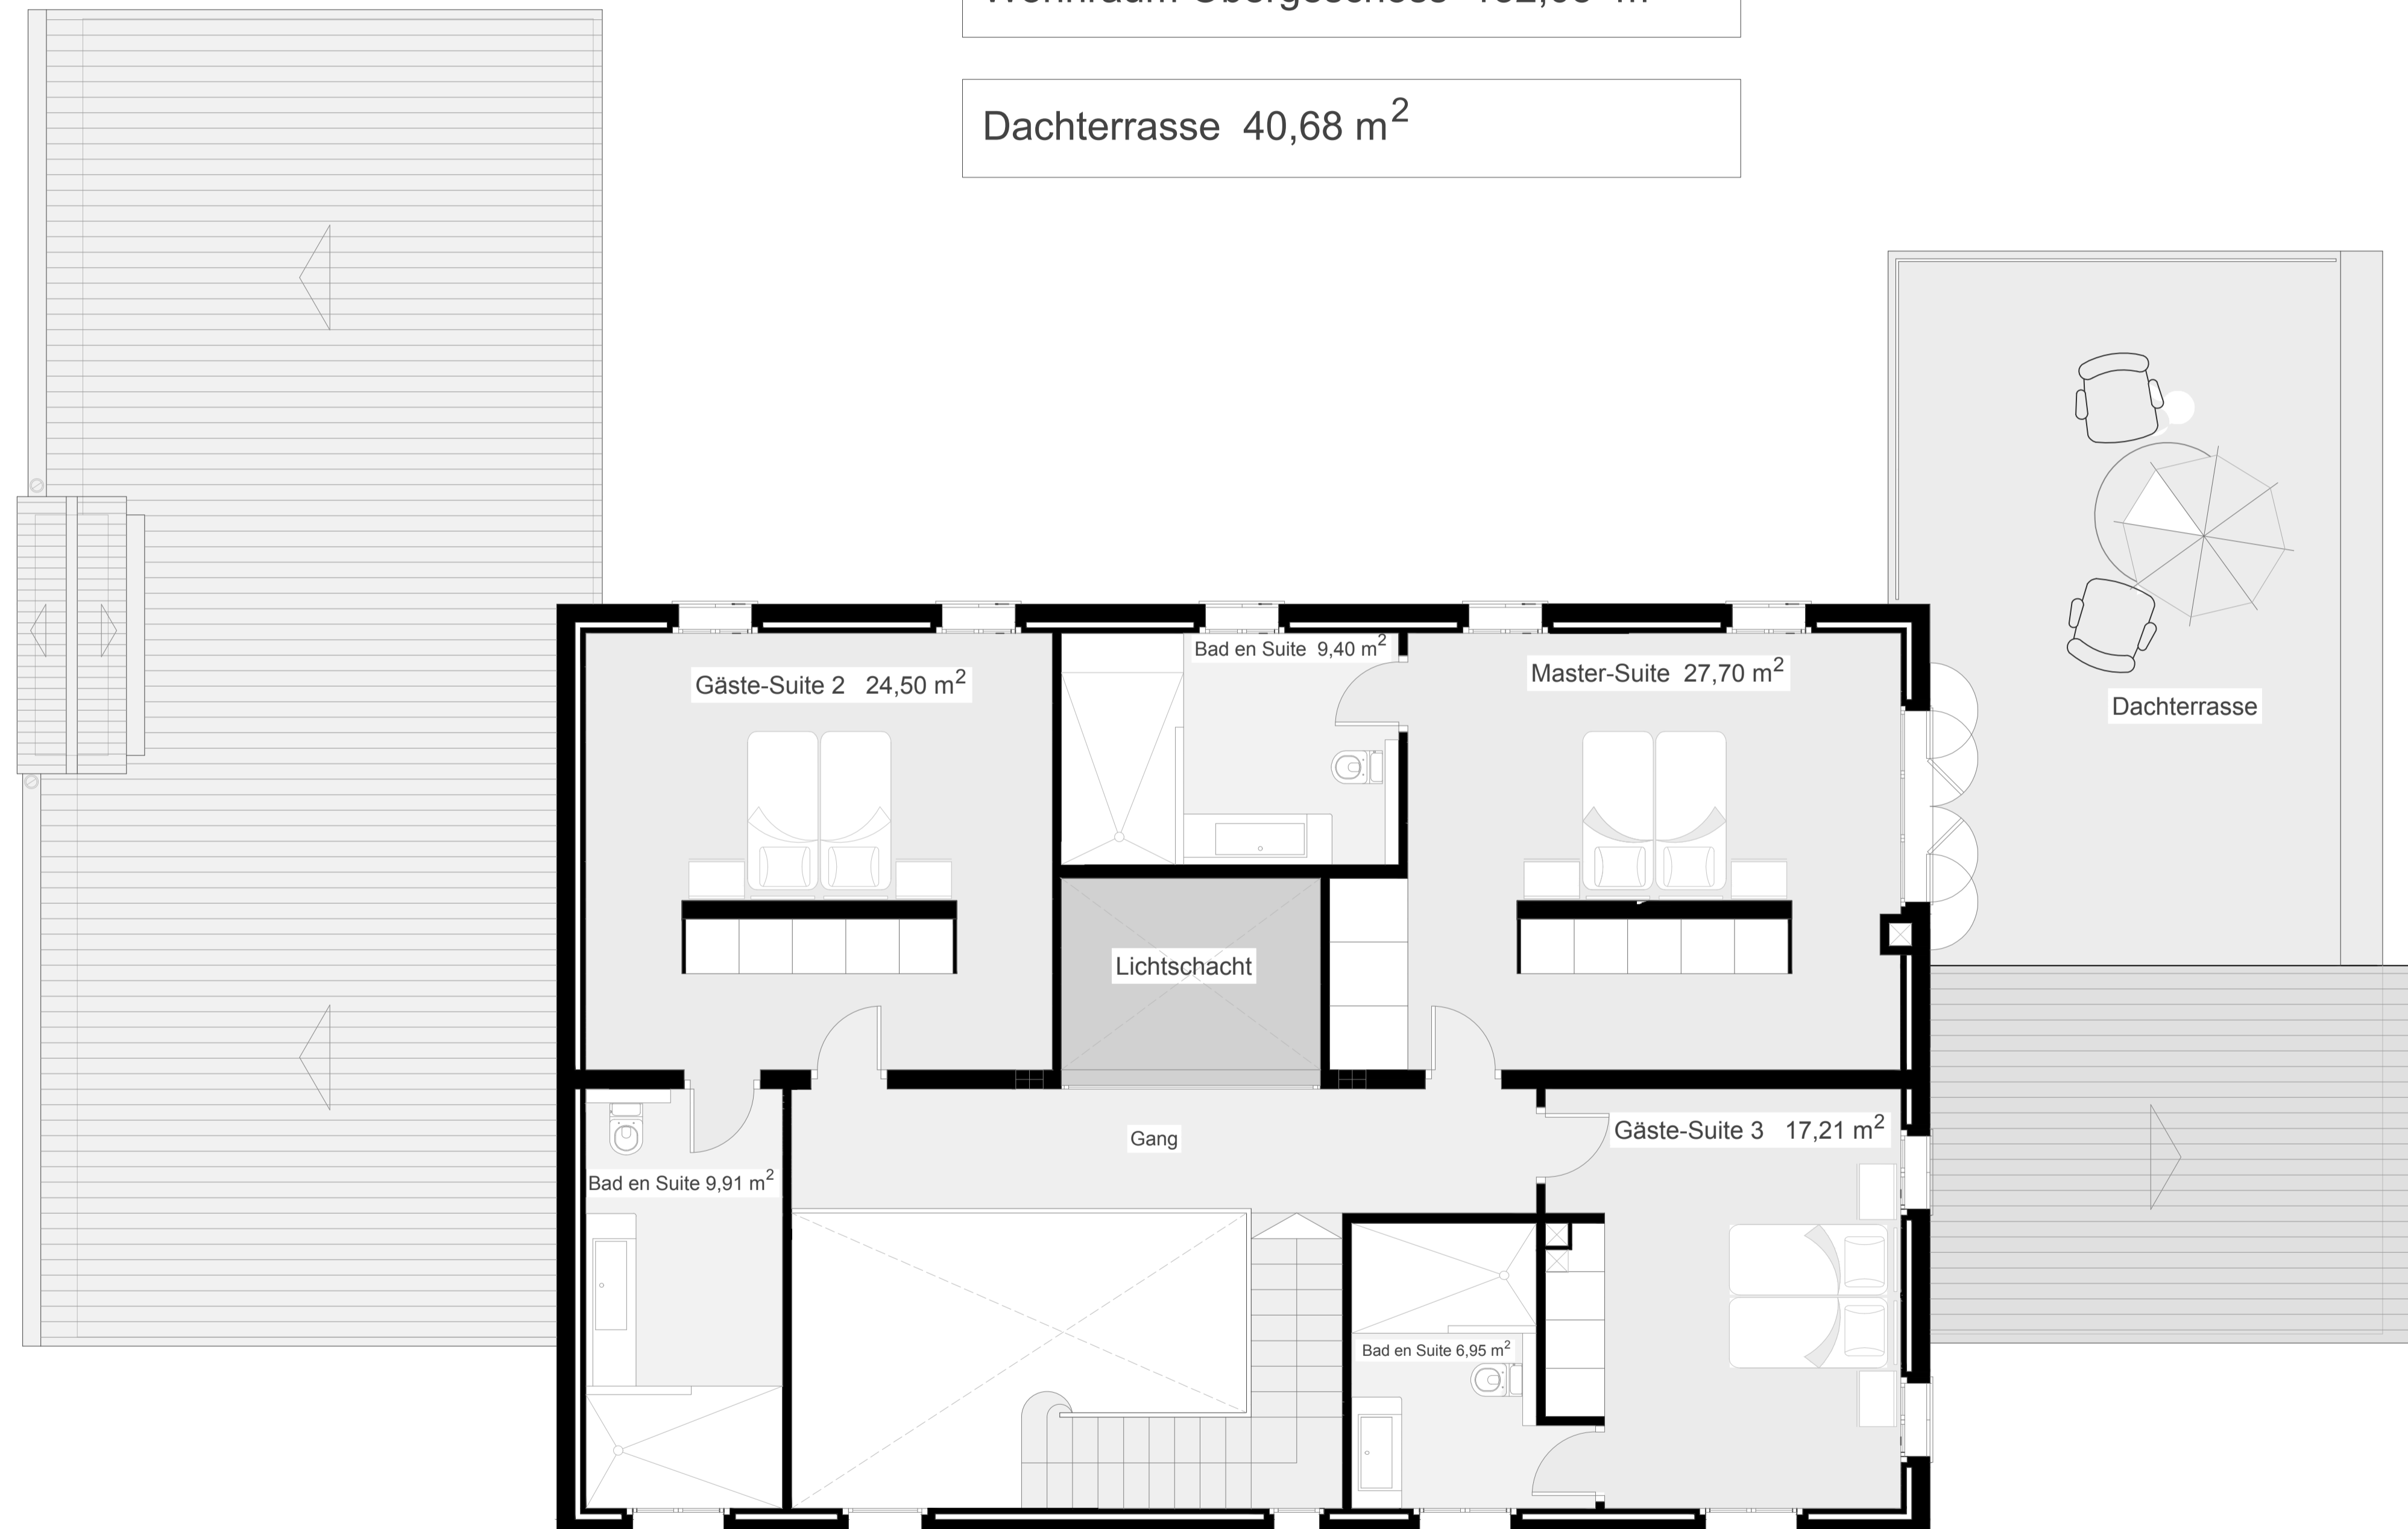 Dachterrasse 40,68 m²
Bad en Suite 9,40 m²
Gäste-Suite 2 24,50 m²
Master-Suite 27,70 m²
Dachterrasse
Lichtschacht
Gang
Gäste-Suite 3 17,21 m²
Bad en Suite 9,91 m²
Bad en Suite 6,95 m²